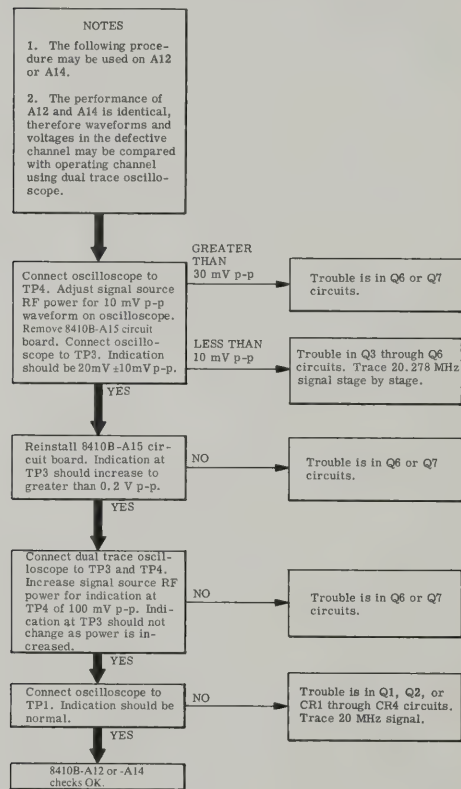 NOTES
1. The following proce-
dure may be used on A12
or A14.
2. The performance of
A12 and A14 is identical,
therefore waveforms and
voltages in the defective
channel may be compared
with operating channel
using dual trace oscillo-
scope.
Connect oscilloscope to
TP4. Adjust signal source
RF power for 10 mV p-p
waveform on oscilloscope.
Remove 8410B-A15 circuit
board. Connect oscillo-
scope to TP3. Indication
should be 20mV ±10mV p-p.
GREATER
THAN
30 mV p-p
Trouble is in Q6 or Q7
circuits.
LESS THAN
10 mV p-p
Trouble in Q3 through Q6
circuits. Trace 20.278 MHz
signal stage by stage.
YES
Reinstall 8410B-A15 cir-
cuit board. Indication at
TP3 should increase to
greater than 0.2 V p-p.
NO
Trouble is in Q6 or Q7
circuits.
YES
Connect dual trace oscil-
loscope to TP3 and TP4.
Increase signal source RF
power for indication at
TP4 of 100 mV p-p. Indi-
cation at TP3 should not
change as power is in-
creased.
NO
Trouble is in Q6 or Q7
circuits.
YES
Connect oscilloscope to
TP1. Indication should be
normal.
NO
Trouble is in Q1, Q2, or
CR1 through CR4 circuits.
Trace 20 MHz signal.
YES
8410B-A12 or -A14
checks OK.